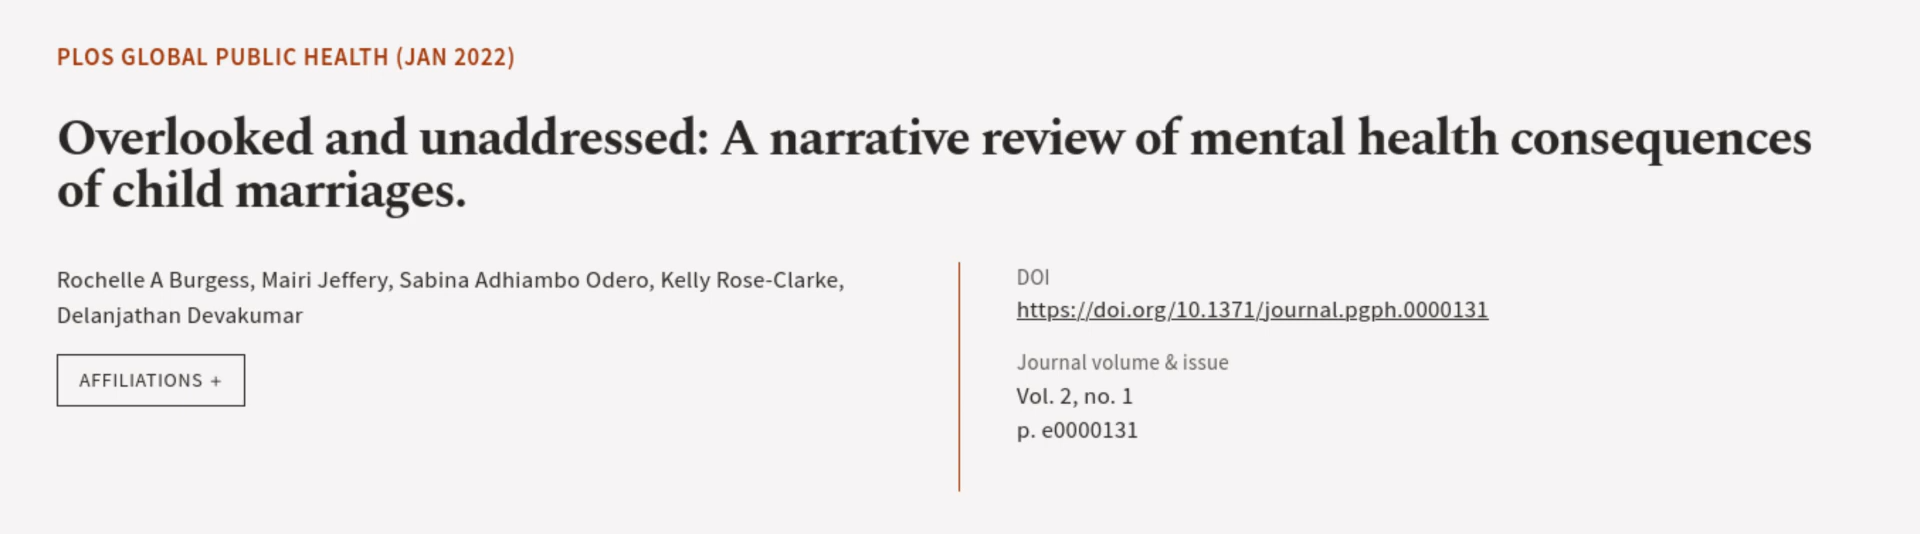 PLOS GLOBAL PUBLIC HEALTH (JAN 2022)
Overlooked and unaddressed: A narrative review of mental health consequences
of child marriages.
Rochelle A Burgess, Mairi Jeffery, Sabina Adhiambo Odero, Kelly Rose-Clarke,
Delanjathan Devakumar
AFFILIATIONS +
DOI
https://doi.org/10.1371/journal.pgph.0000131
Journal volume & issue
Vol. 2, no. 1
p. e0000131